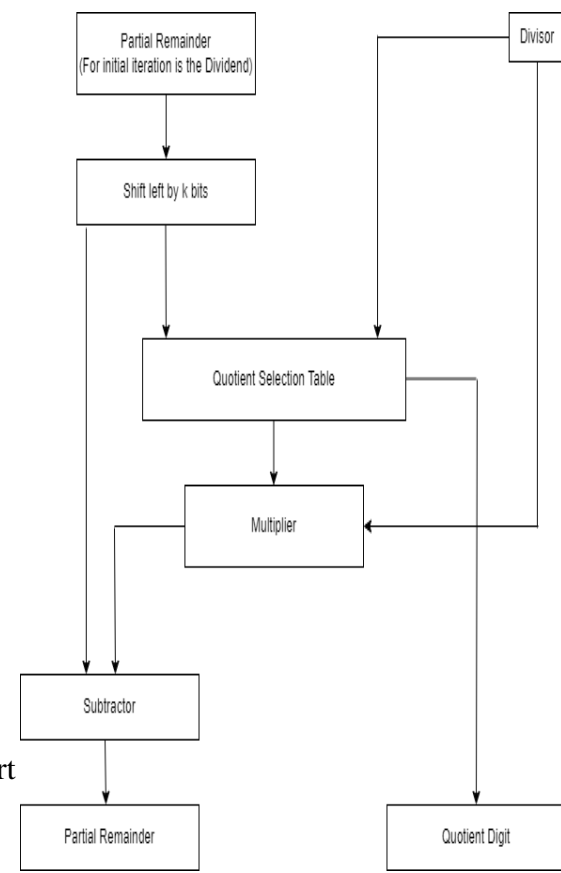 Partial Remainder
(For initial iteration is the Dividend)
Divisor
Shift left by k bits
Quotient Selection Table
Multiplier
Subtractor
rt
Partial Remainder
Quotient Digit